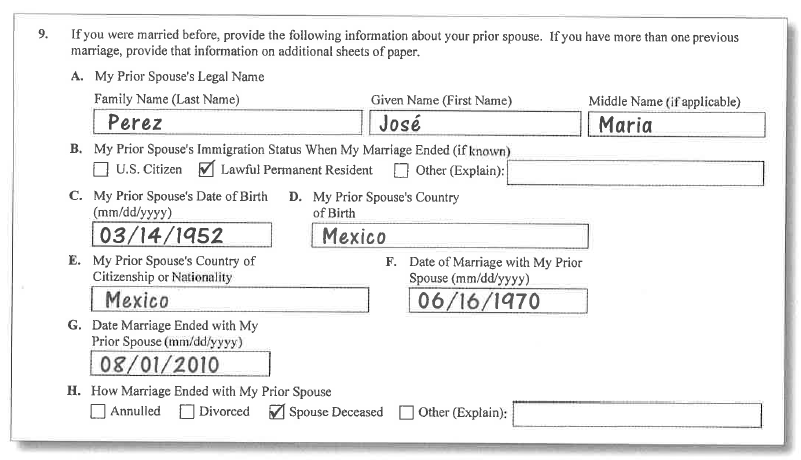 9. If you were married before, provide the following information about your prior spouse. If you have more than one previous
marriage, provide that information on additional sheets of paper.
A. My Prior Spouse's Legal Name
Family Name (Last Name) Given Name (First Name) Middle Name (if applicable)
Perez José Maria
B. My Prior Spouse's Immigration Status When My Marriage Ended (if known)
U.S. Citizen Lawful Permanent Resident Other (Explain):
C. My Prior Spouse's Date of Birth D. My Prior Spouse's Country
(mm/dd/yyyy) of Birth
03/14/1952 Mexico
E. My Prior Spouse's Country of F. Date of Marriage with My Prior
Citizenship or Nationality Spouse (mm/dd/yyyy)
Mexico 06/16/1970
G. Date Marriage Ended with My
Prior Spouse (mm/dd/yyyy)
08/01/2010
H. How Marriage Ended with My Prior Spouse
Annulled Divorced Spouse Deceased Other (Explain):